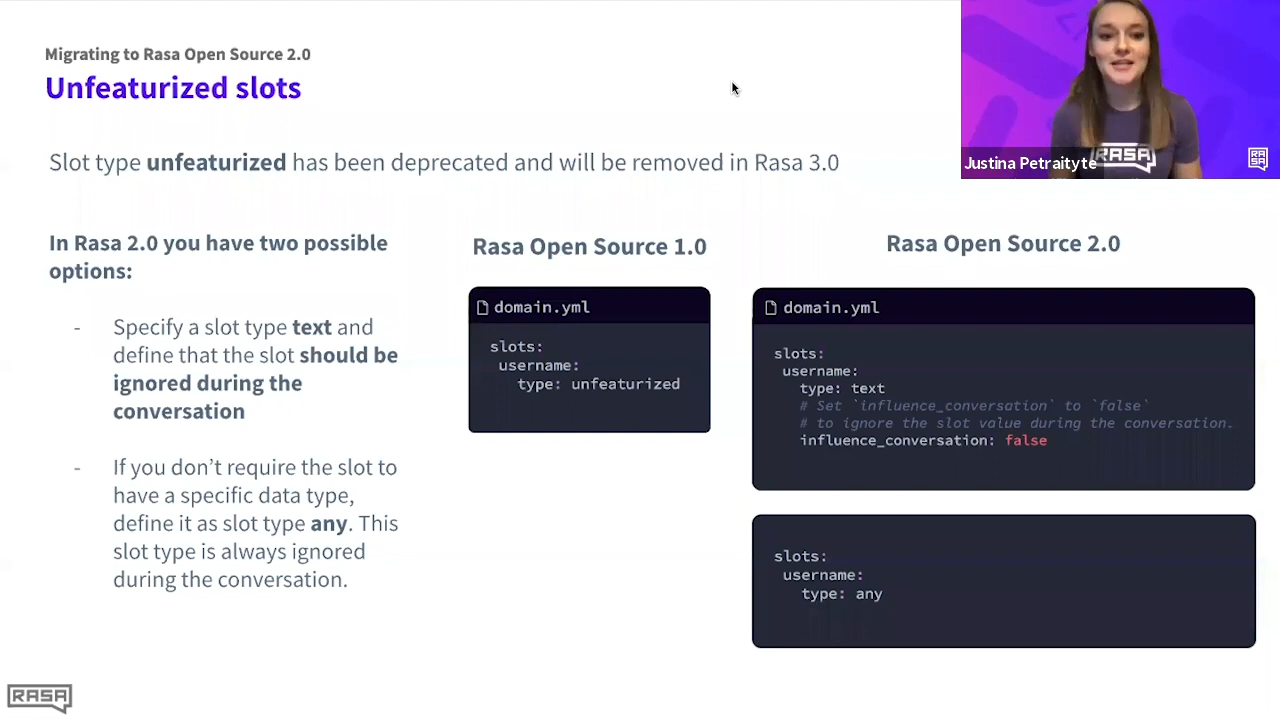 Migrating to Rasa Open Source 2.0
Unfeaturized slots
Slot type unfeaturized has been deprecated and will be removed in Rasa 3.0
In Rasa 2.0 you have two possible
options:
- Specify a slot type text and
define that the slot should be
ignored during the
conversation
- If you don’t require the slot to
have a specific data type,
define it as slot type any. This
slot type is always ignored
during the conversation.
Rasa Open Source 1.0
domain.yml
slots:
username:
type: unfeaturized
Rasa Open Source 2.0
domain.yml
slots:
username:
type: text
# Set `influence_conversation` to `false`
# to ignore the slot value during the conversation.
influence_conversation: false
slots:
username:
type: any
RASA
Justina Petraityte
RASA
RASA